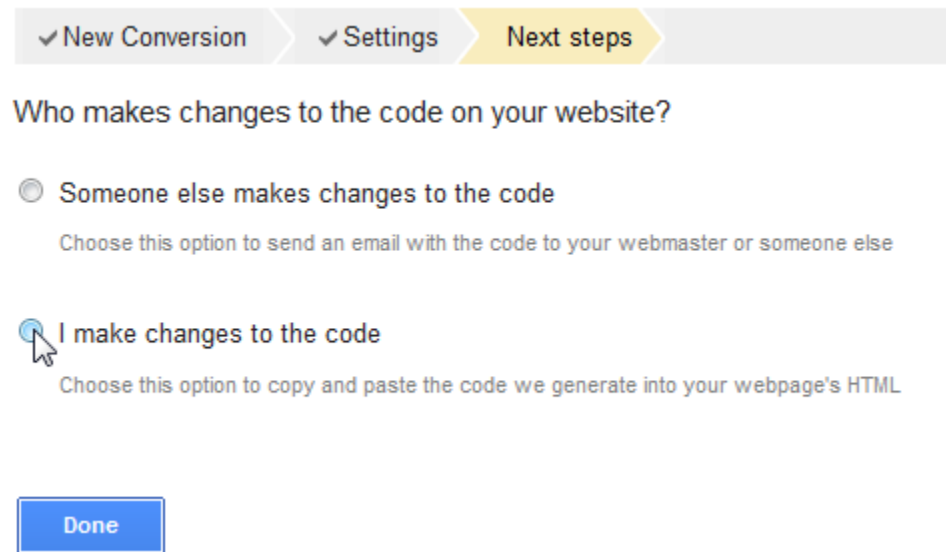 New Conversion Settings Next steps
Who makes changes to the code on your website?
Someone else makes changes to the code
Choose this option to send an email with the code to your webmaster or someone else
I make changes to the code
Choose this option to copy and paste the code we generate into your webpage's HTML
Done